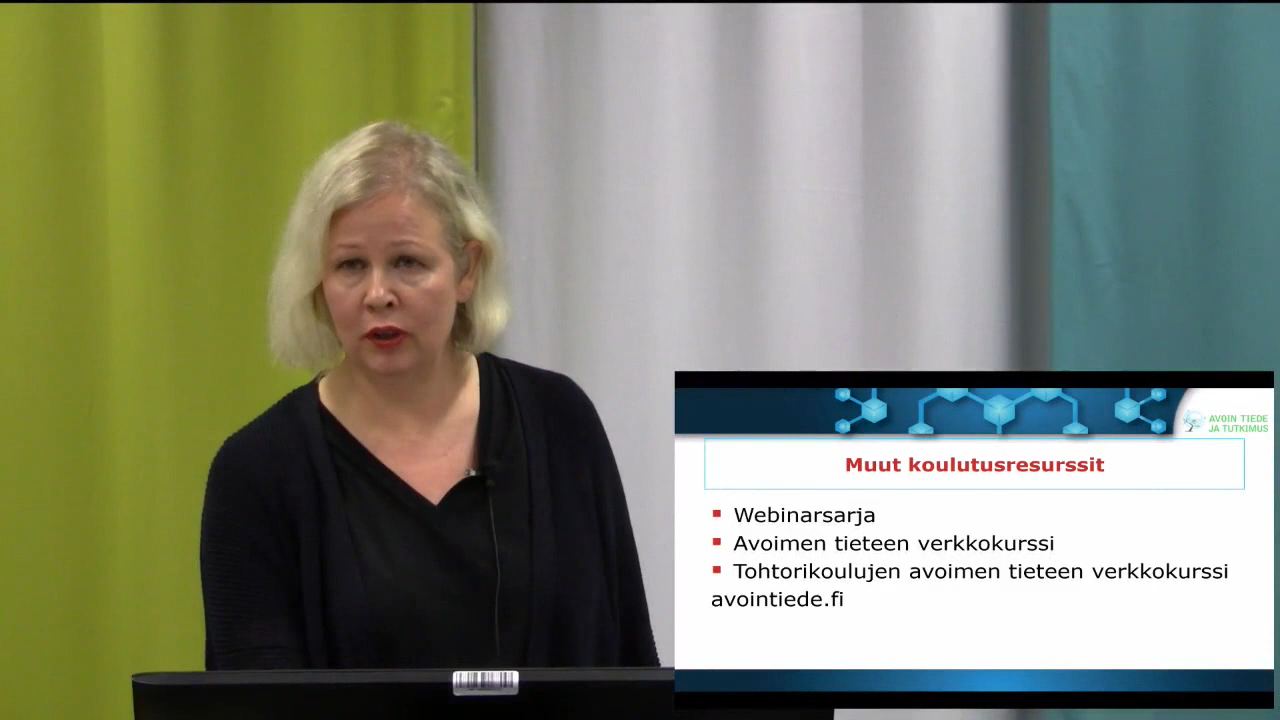 AVOIN TIEDE
JA TUTKIMUS
Muut koulutusresurssit
Webinarsarja
Avoimen tieteen verkkokurssi
Tohtorikoulujen avoimen tieteen verkkokurssi
avointiede.fi